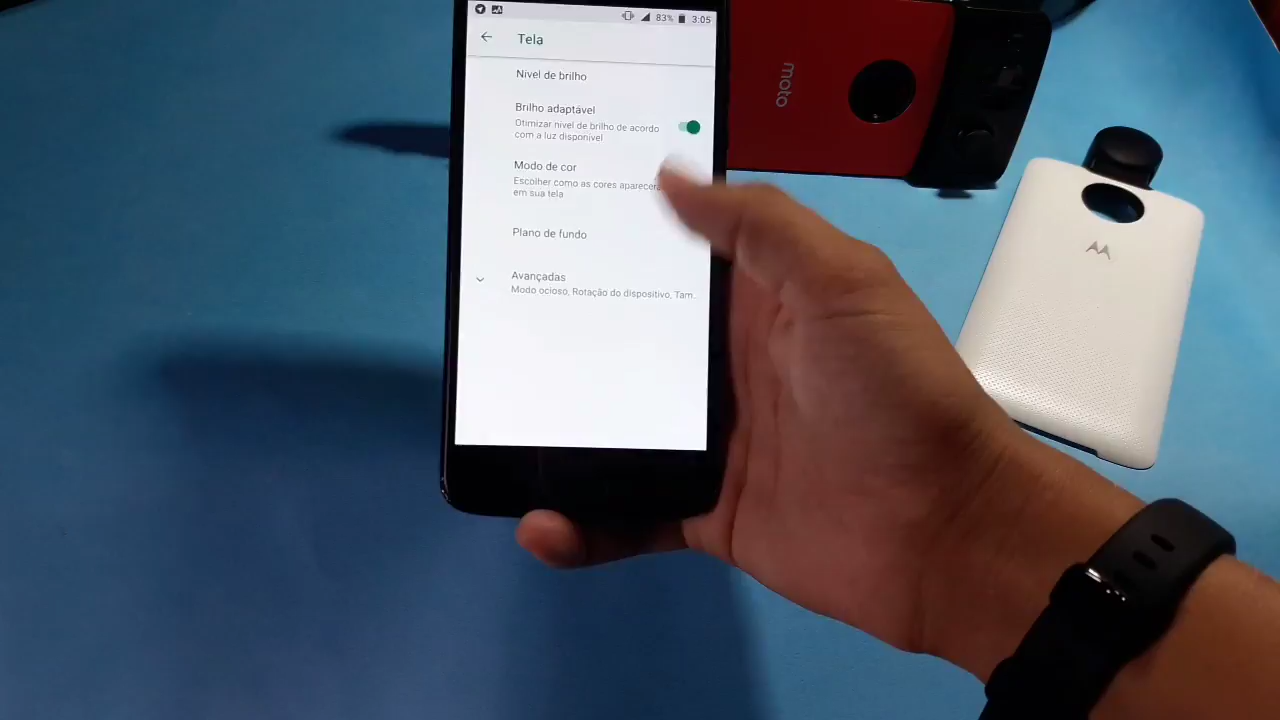 83% 3:05
Tela
Nível de brilho
Brilho adaptável
Otimizar nível de brilho de acordo
com a luz disponível
Modo de cor
Escolher como as cores aparecerã
em sua tela
Plano de fundo
Avançadas
Modo ocioso, Rotação do dispositivo, Tam..
moto